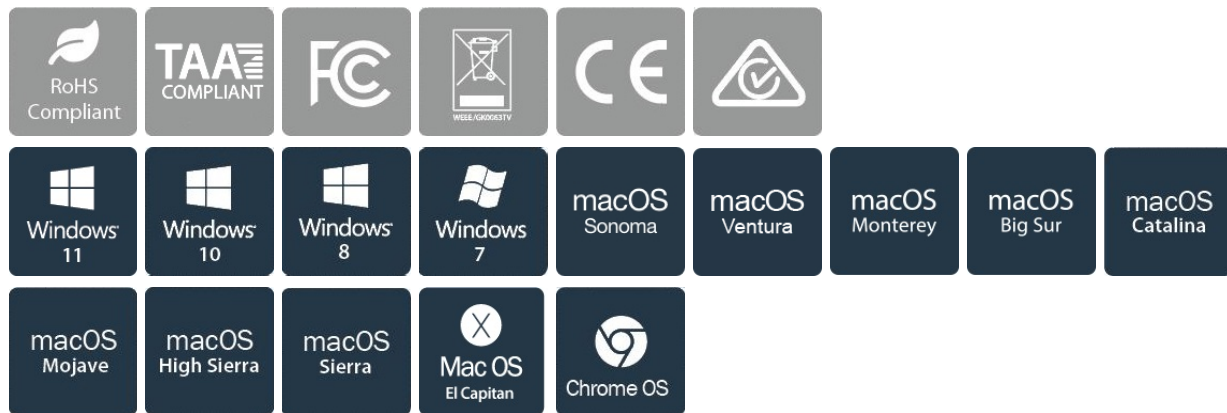 RoHS
Compliant
TAA
COMPLIANT
FC
WEEE/GK0063TV
CE
Windows
11
Windows
10
Windows
8
Windows
7
macOS
Sonoma
macOS
Ventura
macOS
Monterey
macOS
Big Sur
macOS
Catalina
macOS
Mojave
macOS
High Sierra
macOS
Sierra
X
Mac OS
El Capitan
Chrome OS